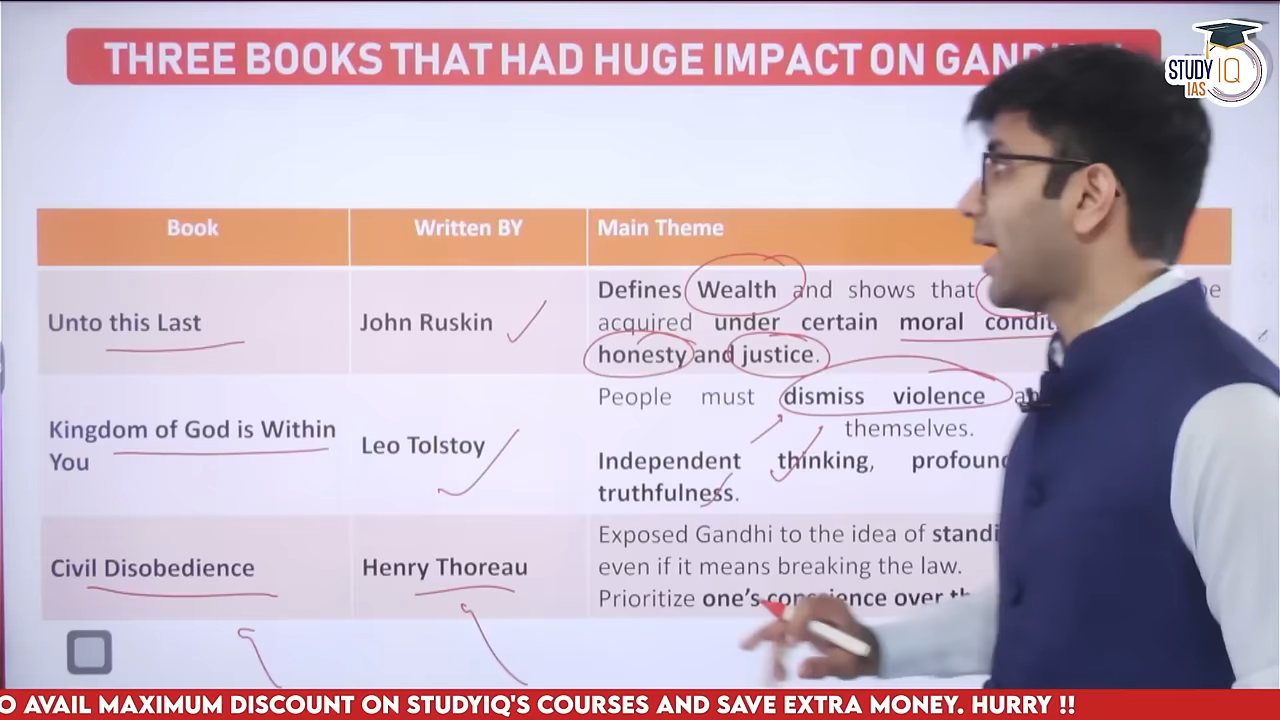 THREE BOOKS THAT HAD HUGE IMPACT ON
STUDY IQ
IAS
Book Written BY Main Theme
Unto this Last John Ruskin
Defines Wealth and shows that
acquired under certain moral
honesty and justice.
Kingdom of God is Within
You
Leo Tolstoy
People must dismiss violence
themselves.
Independent thinking,
truthfulness.
Civil Disobedience Henry Thoreau
Exposed Gandhi to the idea of
even if it means breaking the law.
Prioritize one's conscience over
O AVAIL MAXIMUM DISCOUNT ON STUDYIQ'S COURSES AND SAVE EXTRA MONEY. HURRY !!